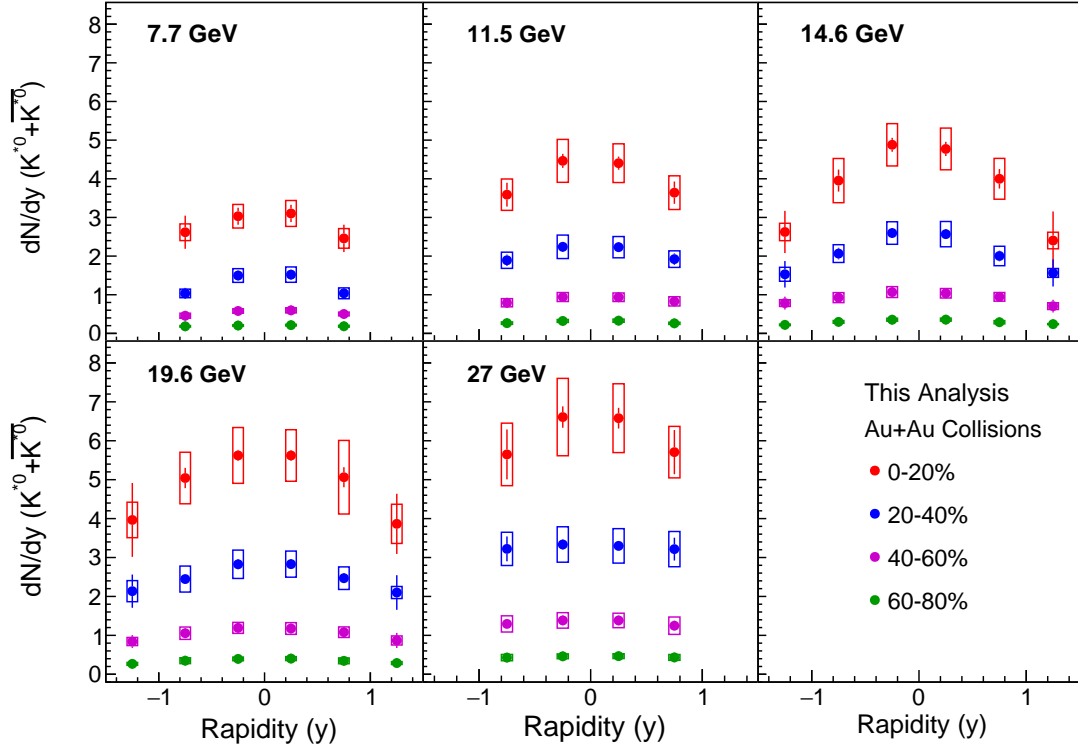 7.7 GeV
11.5 GeV
14.6 GeV
8
7
6
5
4
3
2
1
0
dN/dy (K*0+K*0)
19.6 GeV
27 GeV
8
7
6
5
4
3
2
1
0
dN/dy (K*0+K*0)
This Analysis
Au+Au Collisions
0-20%
20-40%
40-60%
60-80%
−1 0 1
−1 0 1
−1 0 1
Rapidity (y)
Rapidity (y)
Rapidity (y)